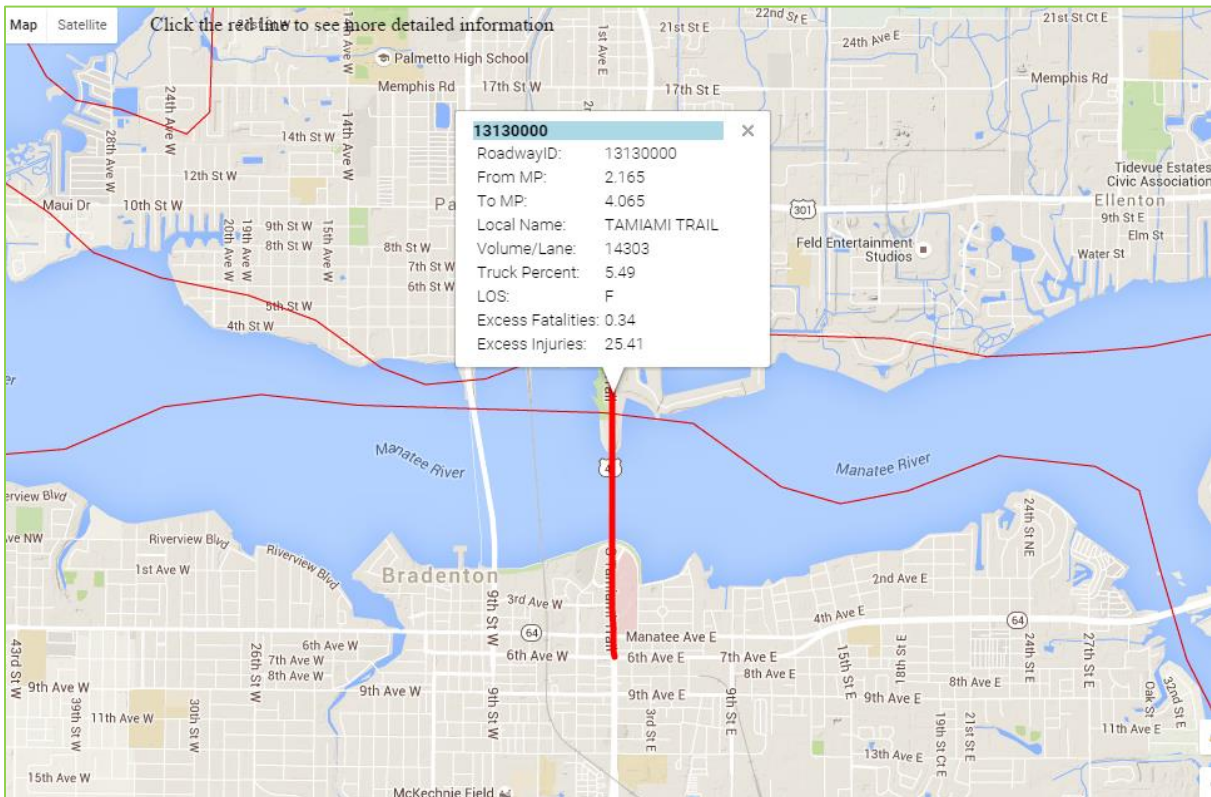 Map Satellite
Click the red line to see more detailed information
22nd St E
21st St E
21st St Ct E
24th Ave E
14th Ave W
1st Ave E
Palmetto High School
Memphis Rd 17th St W
17th St E
Memphis Rd
24th Ave W
28th Ave W
14th St W
14th Ave W
12th St W
Maui Dr
10th St W
20th Ave W
19th Ave W
15th Ave W
9th St W
8th St W
8th St W
7th St W
6th St W
5th St W
4th St W
13130000
RoadwayID: 13130000
From MP: 2.165
To MP: 4.065
Local Name: TAMIAMI TRAIL
Volume/Lane: 14303
Truck Percent: 5.49
LOS: F
Excess Fatalities: 0.34
Excess Injuries: 25.41
301
Tidevue Estates
Civic Association
Ellenton
9th St E
Elm St
Water St
Feld Entertainment
Studios
Manatee River
Manatee River
Riverview Blvd
Riverview Blvd
1st Ave W
Bradenton
3rd Ave W
9th St W
S Tamiami Trail
24th St NE
2nd Ave E
4th Ave E
64
64
Manatee Ave E
6th Ave W
6th Ave W
6th Ave E
7th Ave E
7th Ave W
8th Ave W
8th Ave E
8th Ave E
43rd St W
26th St W
15th St E
18th St E
24th St E
27th St E
9th Ave W
9th Ave W
9th St W
9th Ave E
9th St E
9th Ave E
39th St W
11th Ave W
30th St W
3rd St E
19th Ct E
21st St E
Oak St
32nd St E
11th Ave E
13th Ave E
15th Ave W
McKechnie Field